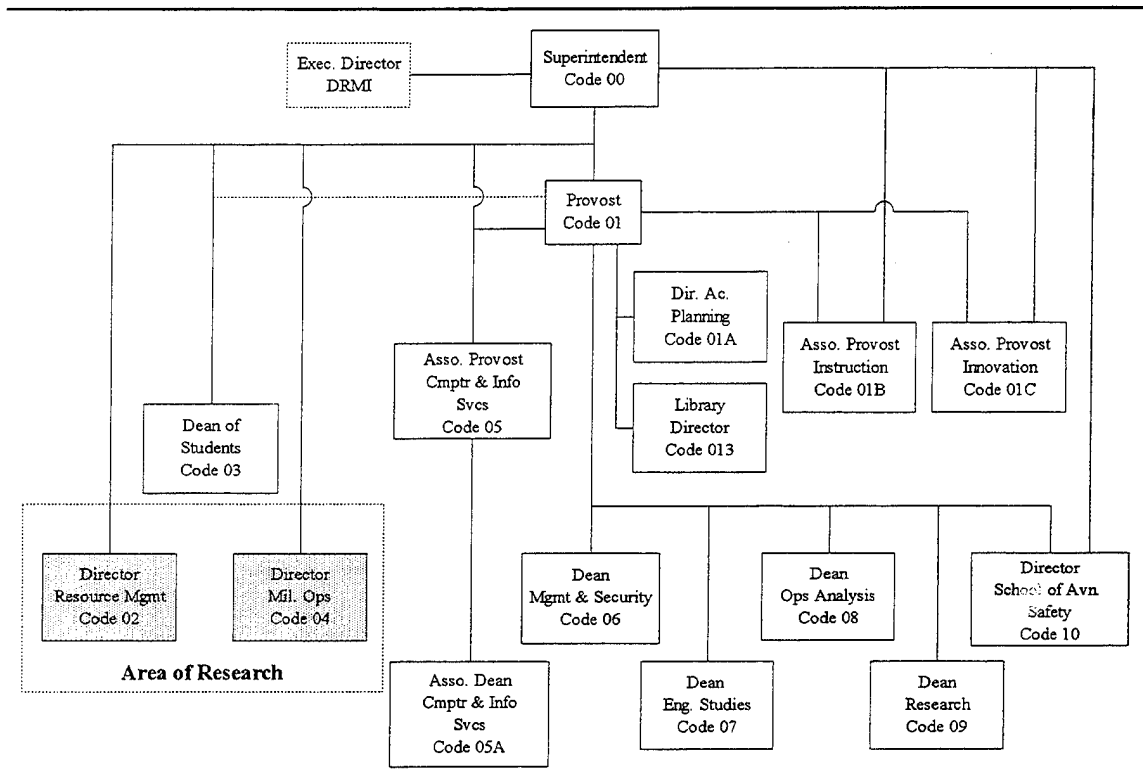 Exec. Director
DRMI
Superintendent
Code 00
Provost
Code 01
Dir. Ac.
Planning
Code 01A
Asso. Provost
Instruction
Code 01B
Asso. Provost
Innovation
Code 01C
Asso. Provost
Cmptr & Info
Svcs
Code 05
Library
Director
Code 013
Dean of
Students
Code 03
Director
Resource Mgmt
Code 02
Director
Mil. Ops
Code 04
Area of Research
Dean
Mgmt & Security
Code 06
Dean
Ops Analysis
Code 08
Director
School of Avn.
Safety
Code 10
Asso. Dean
Cmptr & Info
Svcs
Code 05A
Dean
Eng. Studies
Code 07
Dean
Research
Code 09